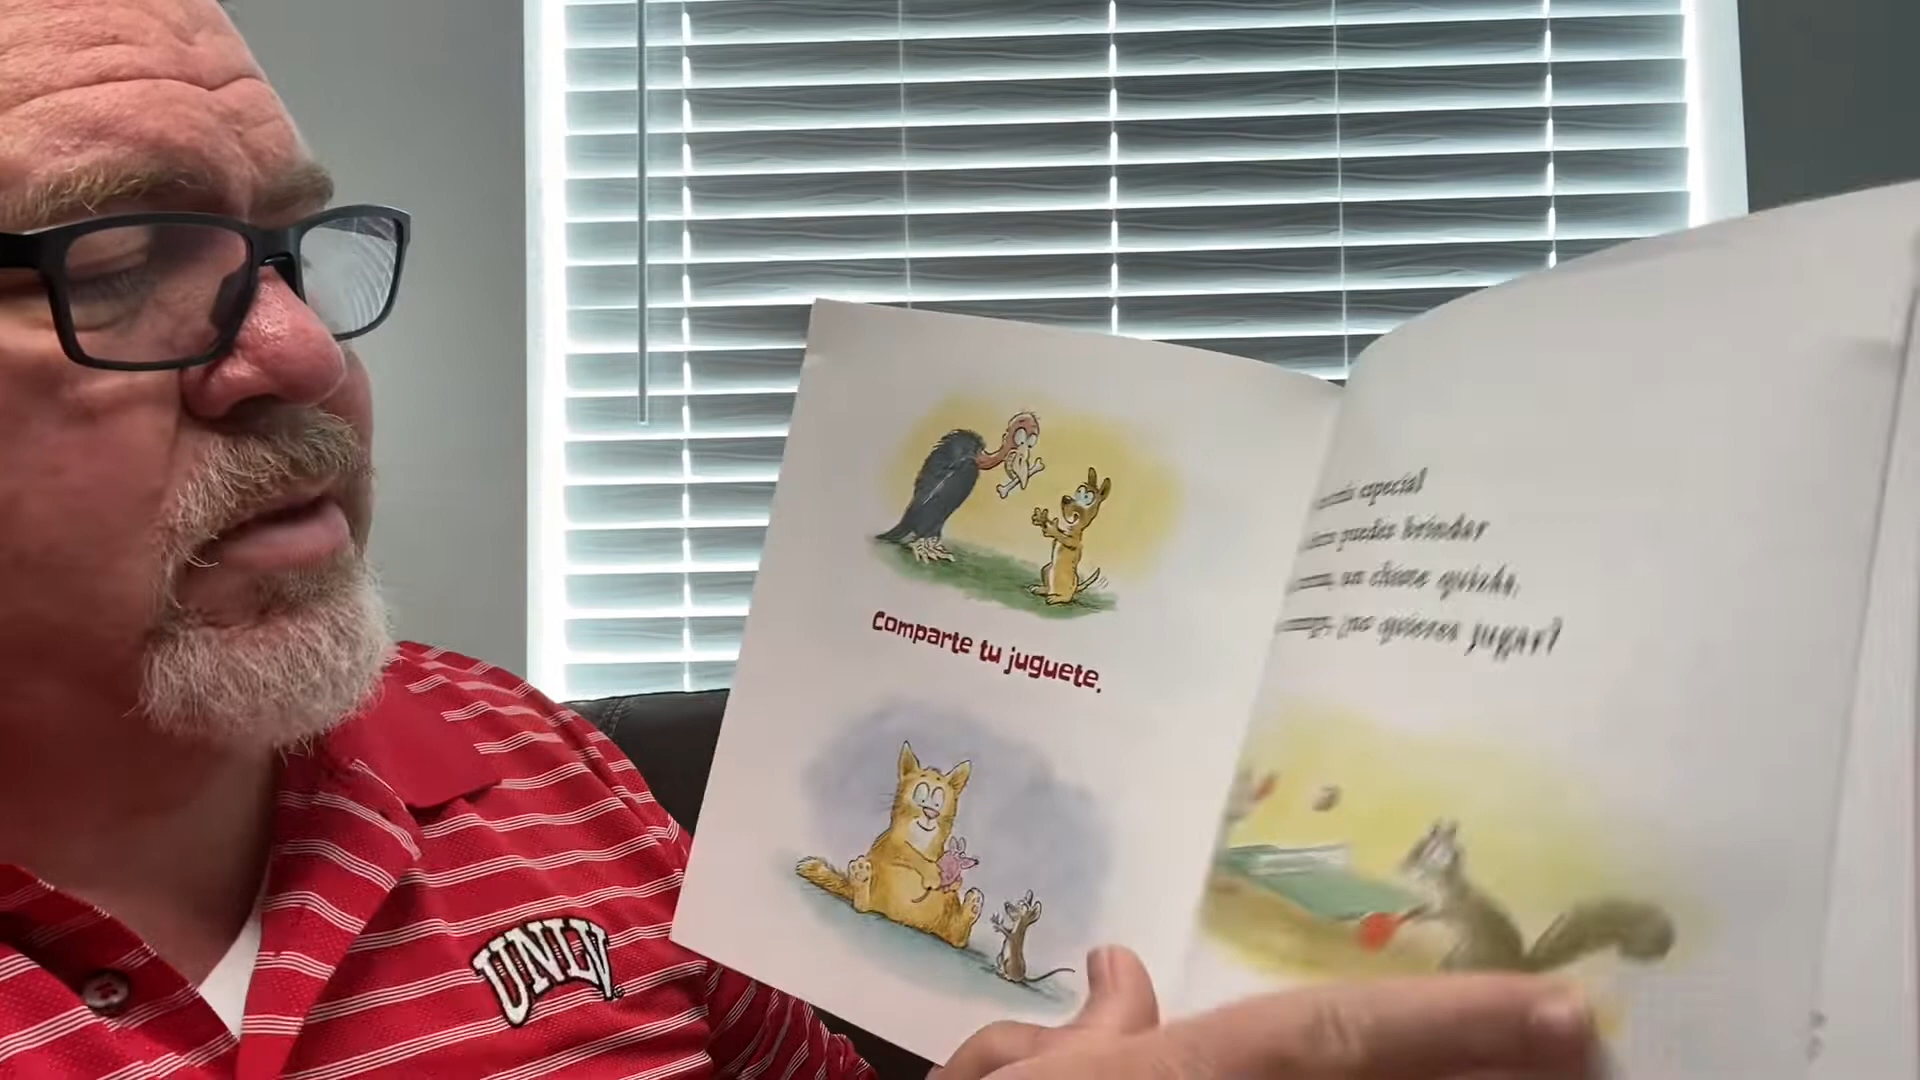 Comparte tu juguete.
especial
puedes brindar
un chiste quizás,
¿no quieres jugar?
UNLV